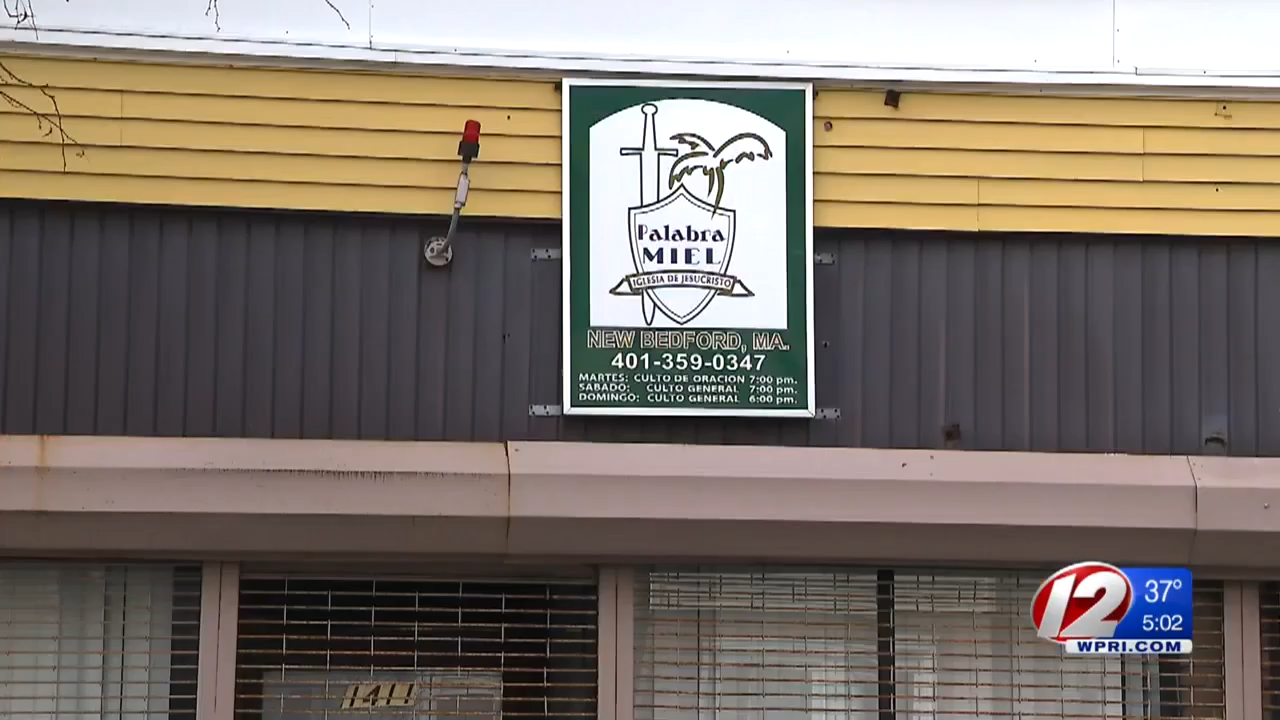 Palabra
MIEL
IGLESIA DE JESUCRISTO
NEW BEDFORD, MA.
401-359-0347
MARTES: CULTO DE ORACION 7:00 pm.
SABADO: CULTO GENERAL 7:00 pm.
DOMINGO: CULTO GENERAL 6:00 pm.
1411
12 37°
5:02
WPRI.COM